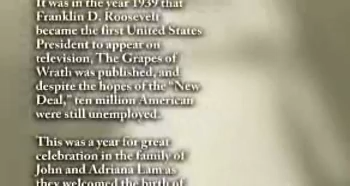 It was in the year 1939 that
Franklin D. Roosevelt
became the first United States
President to appear on
television, The Grapes of
Wrath was published, and
despite the hopes of the "New
Deal," ten million American
were still unemployed.
This was a year for great
celebration in the family of
John and Adriana Lam as
they welcomed the birth of